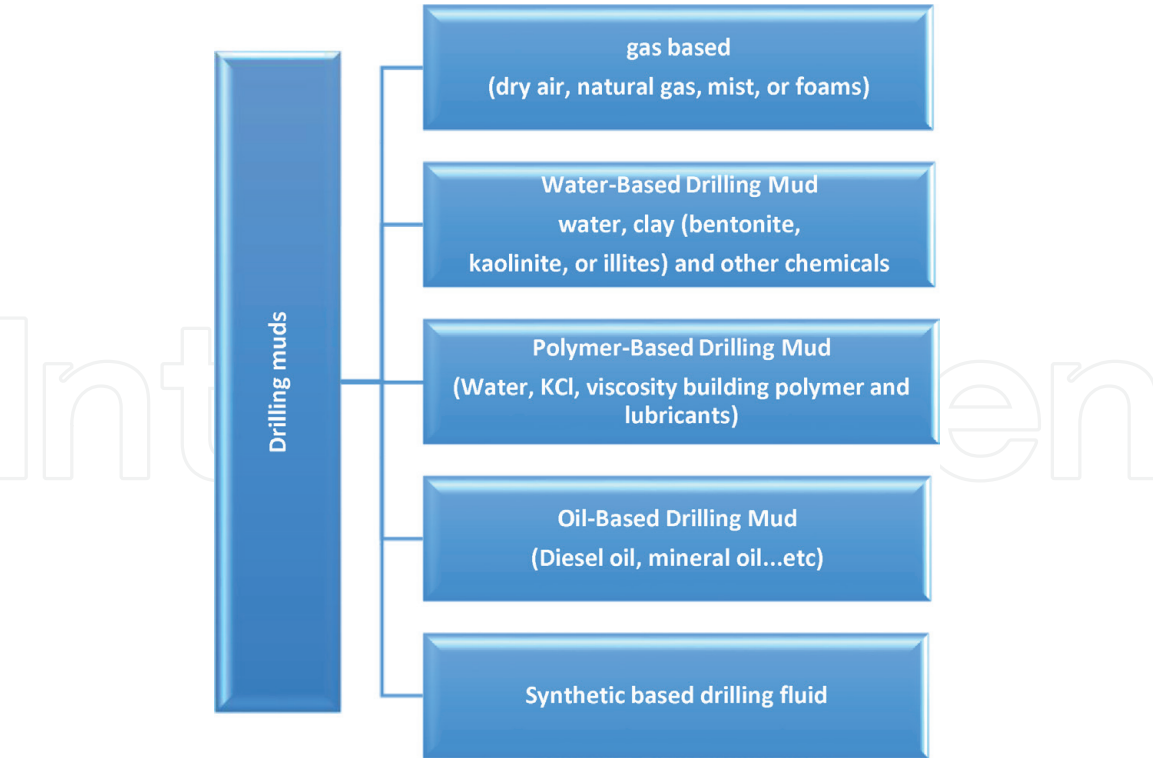 Drilling muds
gas based
(dry air, natural gas, mist, or foams)
Water-Based Drilling Mud
water, clay (bentonite,
kaolinite, or illites) and other chemicals
Polymer-Based Drilling Mud
(Water, KCl, viscosity building polymer and
lubricants)
Oil-Based Drilling Mud
(Diesel oil, mineral oil...etc)
Synthetic based drilling fluid